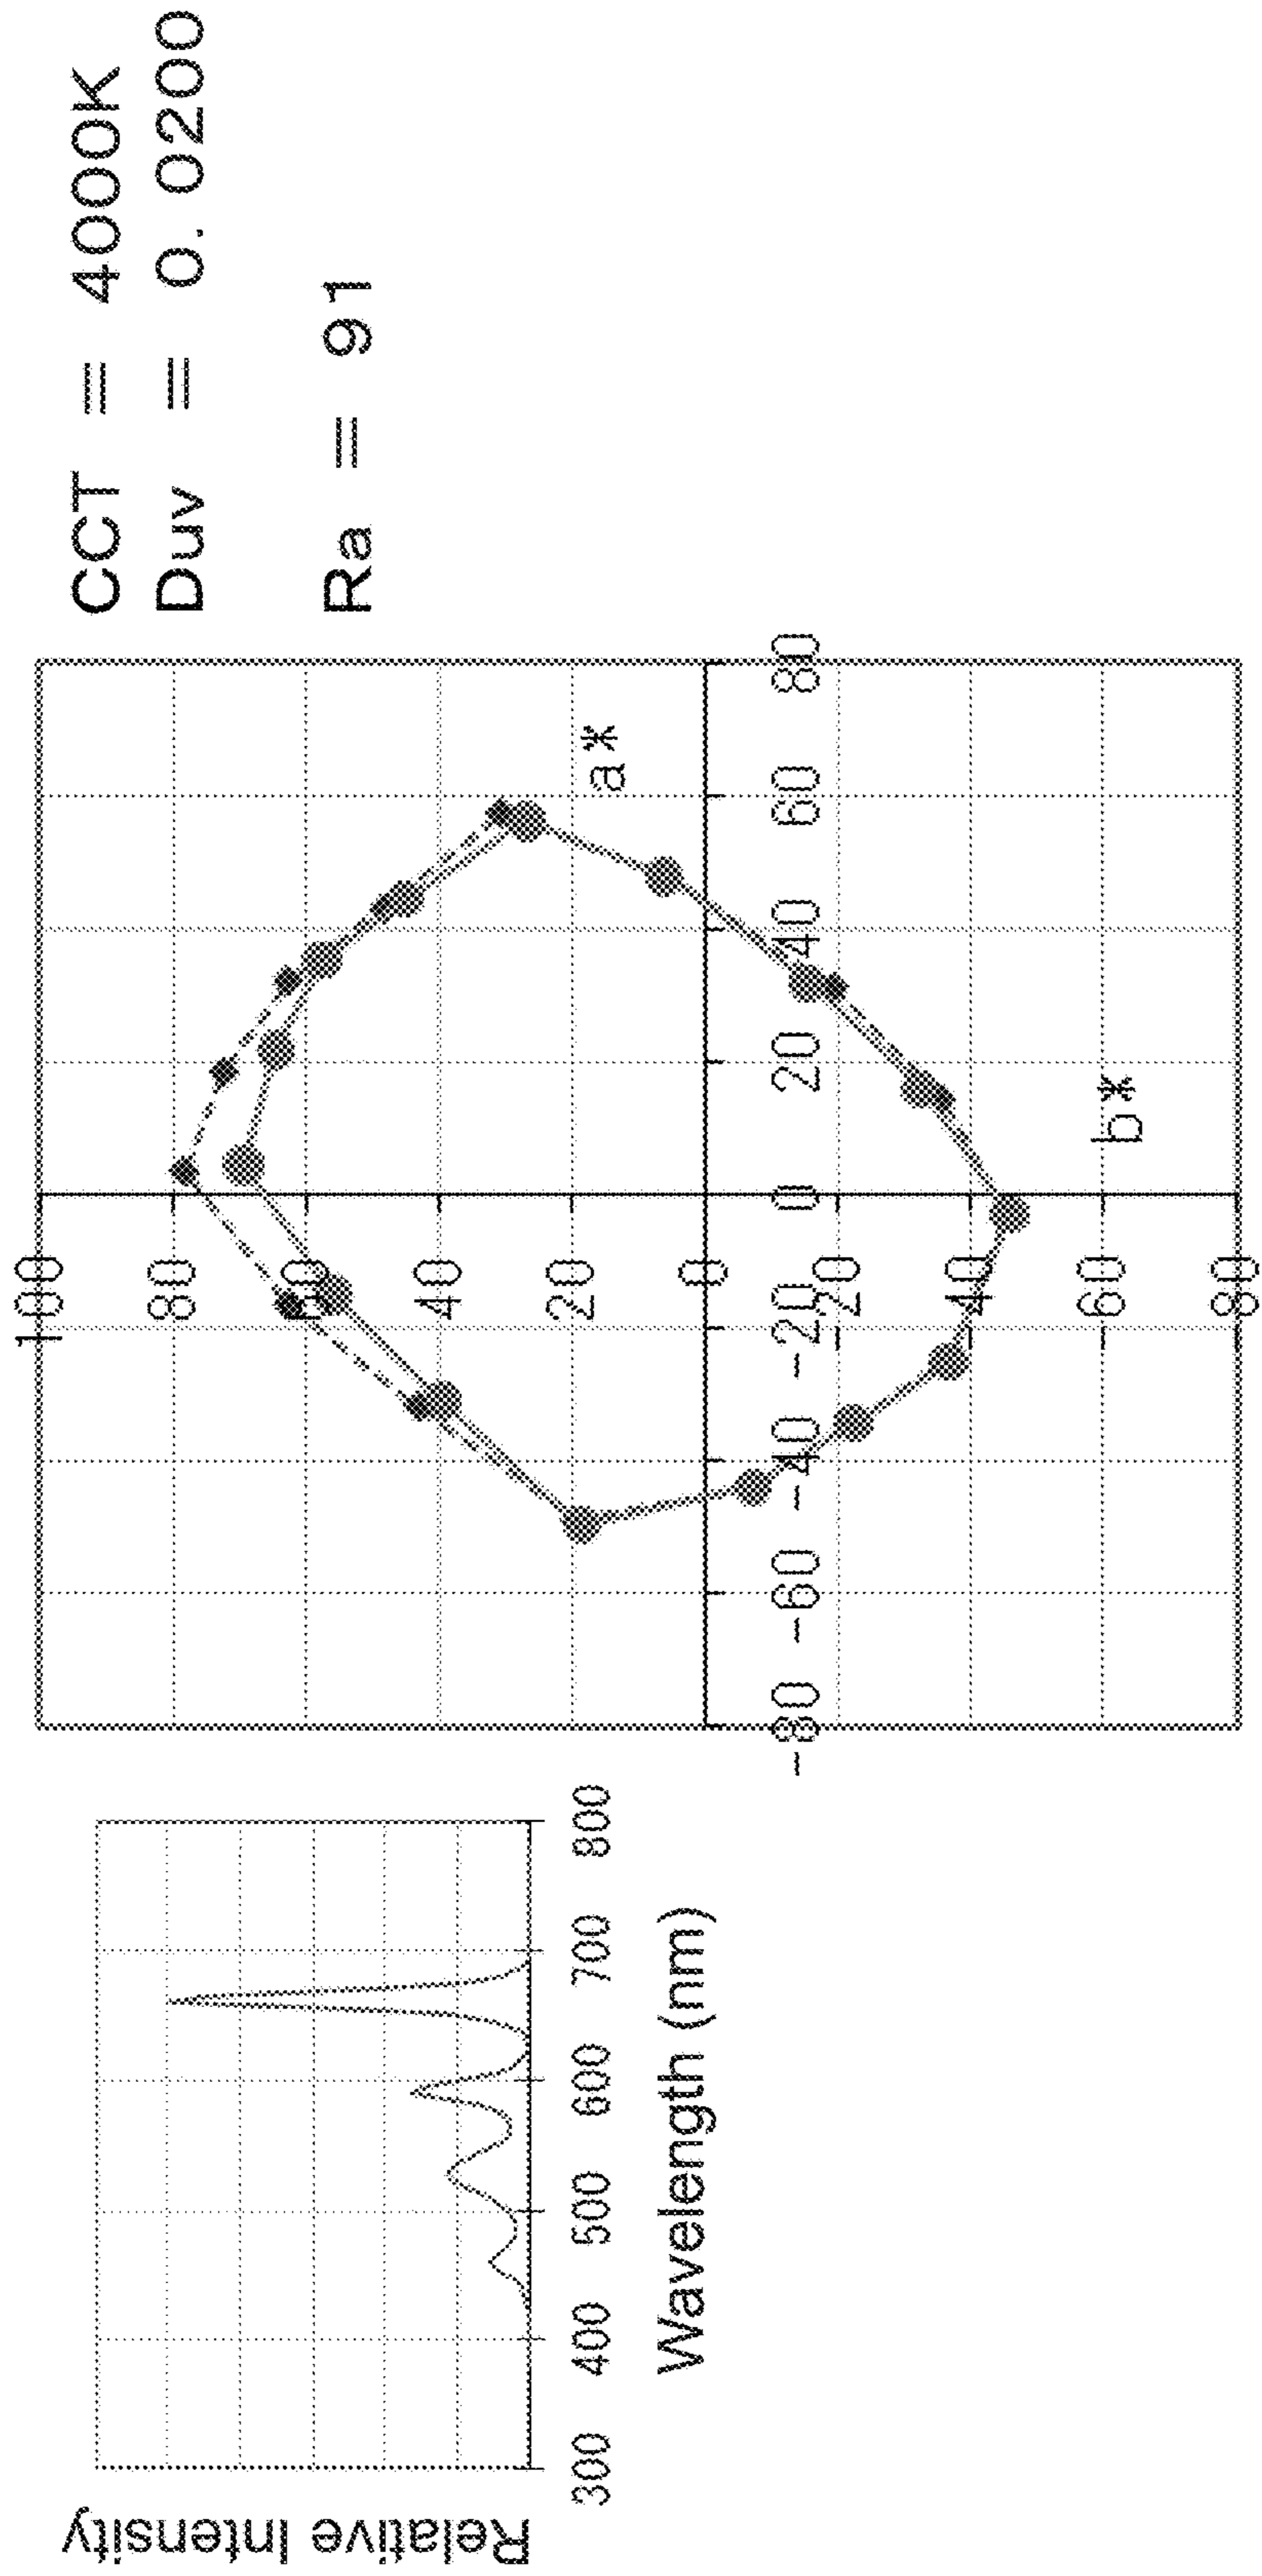 Relative Intensity
300 400 500 600 700 800
Wavelength (nm)
100
80
60
40
20
0
-20
-40
-60
-80
-80 -60 -40 -20 0 20 40 60 80
a*
b*
CCT = 4000K
Duv = 0.0200
Ra = 91